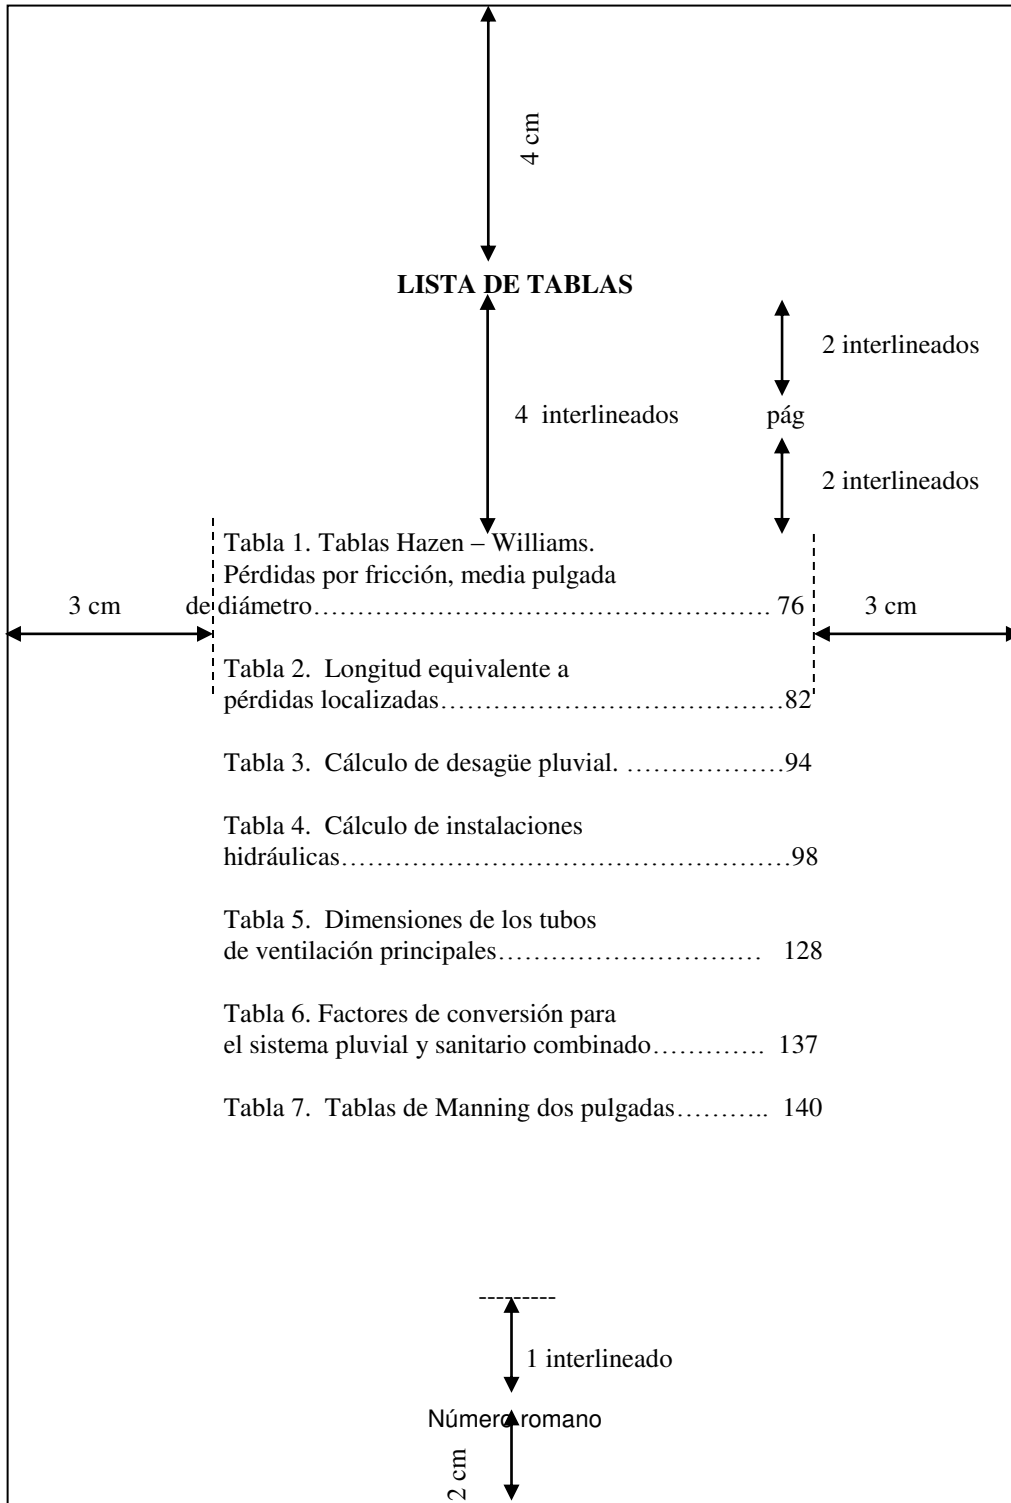 4 cm
LISTA DE TABLAS
2 interlineados
4  interlineados
pág
2 interlineados
Tabla 1. Tablas Hazen – Williams.
Pérdidas por fricción, media pulgada
3 cm
de diámetro……………………………………………. 76
3 cm
Tabla 2.  Longitud equivalente a
pérdidas localizadas…………………………………82
Tabla 3.  Cálculo de desagüe pluvial. ………………94
Tabla 4.  Cálculo de instalaciones
hidráulicas……………………………………………98
Tabla 5.  Dimensiones de los tubos
de ventilación principales…………………………  128
Tabla 6. Factores de conversión para
el sistema pluvial y sanitario combinado…………. 137
Tabla 7.  Tablas de Manning dos pulgadas………..  140
---------
1 interlineado
Número romano
2 cm